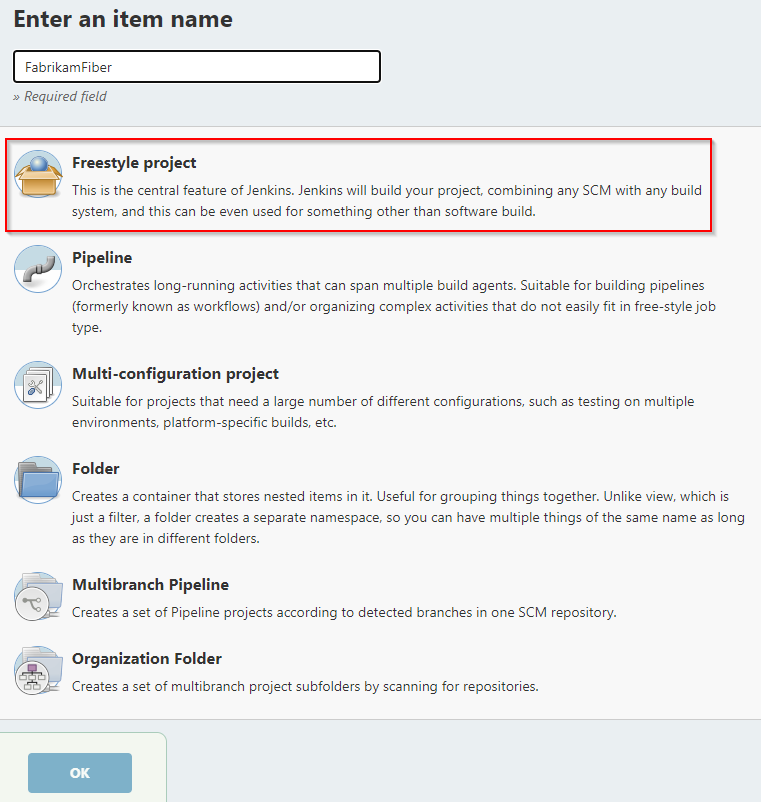 Enter an item name
FabrikamFiber
» Required field
Freestyle project
This is the central feature of Jenkins. Jenkins will build your project, combining any SCM with any build
system, and this can be even used for something other than software build.
Pipeline
Orchestrates long-running activities that can span multiple build agents. Suitable for building pipelines
(formerly known as workflows) and/or organizing complex activities that do not easily fit in free-style job
type.
Multi-configuration project
Suitable for projects that need a large number of different configurations, such as testing on multiple
environments, platform-specific builds, etc.
Folder
Creates a container that stores nested items in it. Useful for grouping things together. Unlike view, which is
just a filter, a folder creates a separate namespace, so you can have multiple things of the same name as long
as they are in different folders.
Multibranch Pipeline
Creates a set of Pipeline projects according to detected branches in one SCM repository.
Organization Folder
Creates a set of multibranch project subfolders by scanning for repositories.
OK